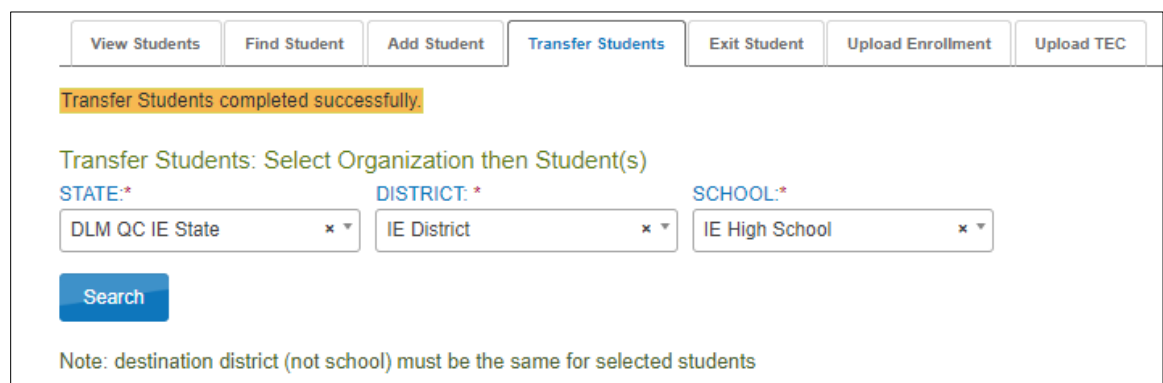 View Students Find Student Add Student Transfer Students Exit Student Upload Enrollment Upload TEC
Transfer Students completed successfully.
Transfer Students: Select Organization then Student(s)
STATE:* DISTRICT: * SCHOOL:*
DLM QC IE State × IE District × IE High School ×
Search
Note: destination district (not school) must be the same for selected students